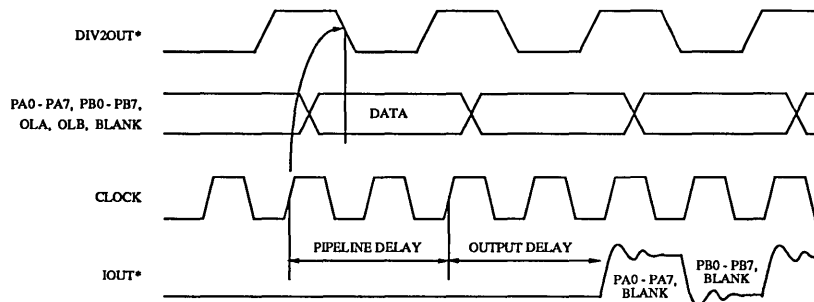 DIV2OUT*
PA0 - PA7, PB0 - PB7,
OLA, OLB, BLANK
DATA
CLOCK
PIPELINE DELAY
OUTPUT DELAY
IOUT*
PA0 - PA7,
BLANK
PB0 - PB7,
BLANK